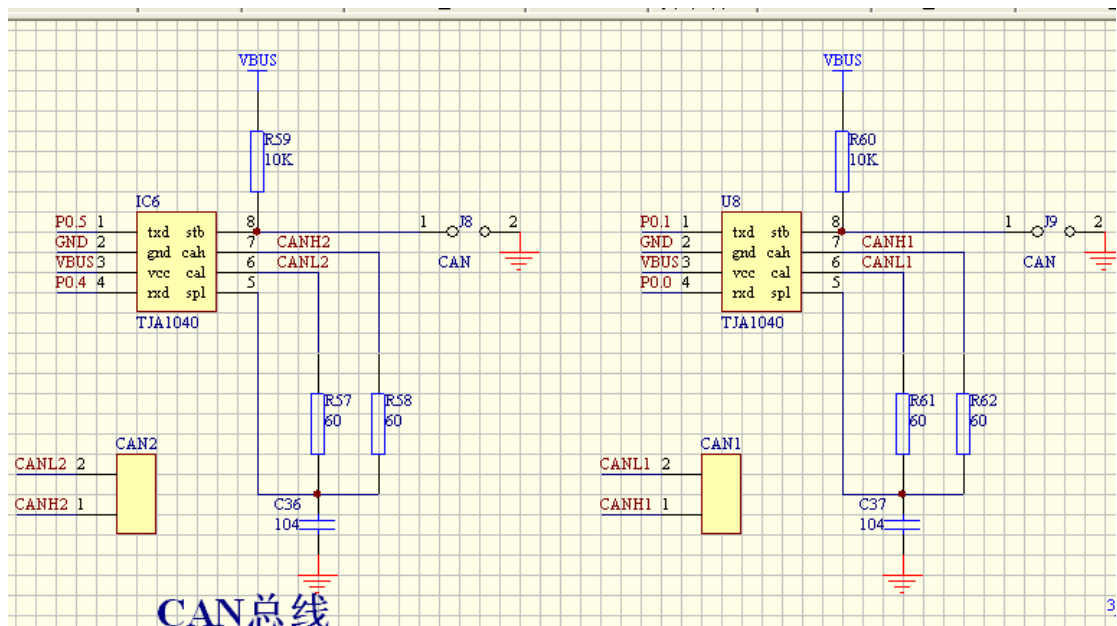 VBUS
R59
10K
IC6
P0.5 1 txd stb 8 1 J8 2
GND 2 gnd cah 7 CANH2
VBUS 3 vcc cal 6 CANL2 CAN
P0.4 4 rxd spl 5
TJA1040
R57 R58
60 60
CAN2
CANL2 2
CANH2 1
C36
104
CAN总线
VBUS
R60
10K
U8
P0.1 1 txd stb 8 1 J9 2
GND 2 gnd cah 7 CANH1
VBUS 3 vcc cal 6 CANL1 CAN
P0.0 4 rxd spl 5
TJA1040
R61 R62
60 60
CAN1
CANL1 2
CANH1 1
C37
104
3